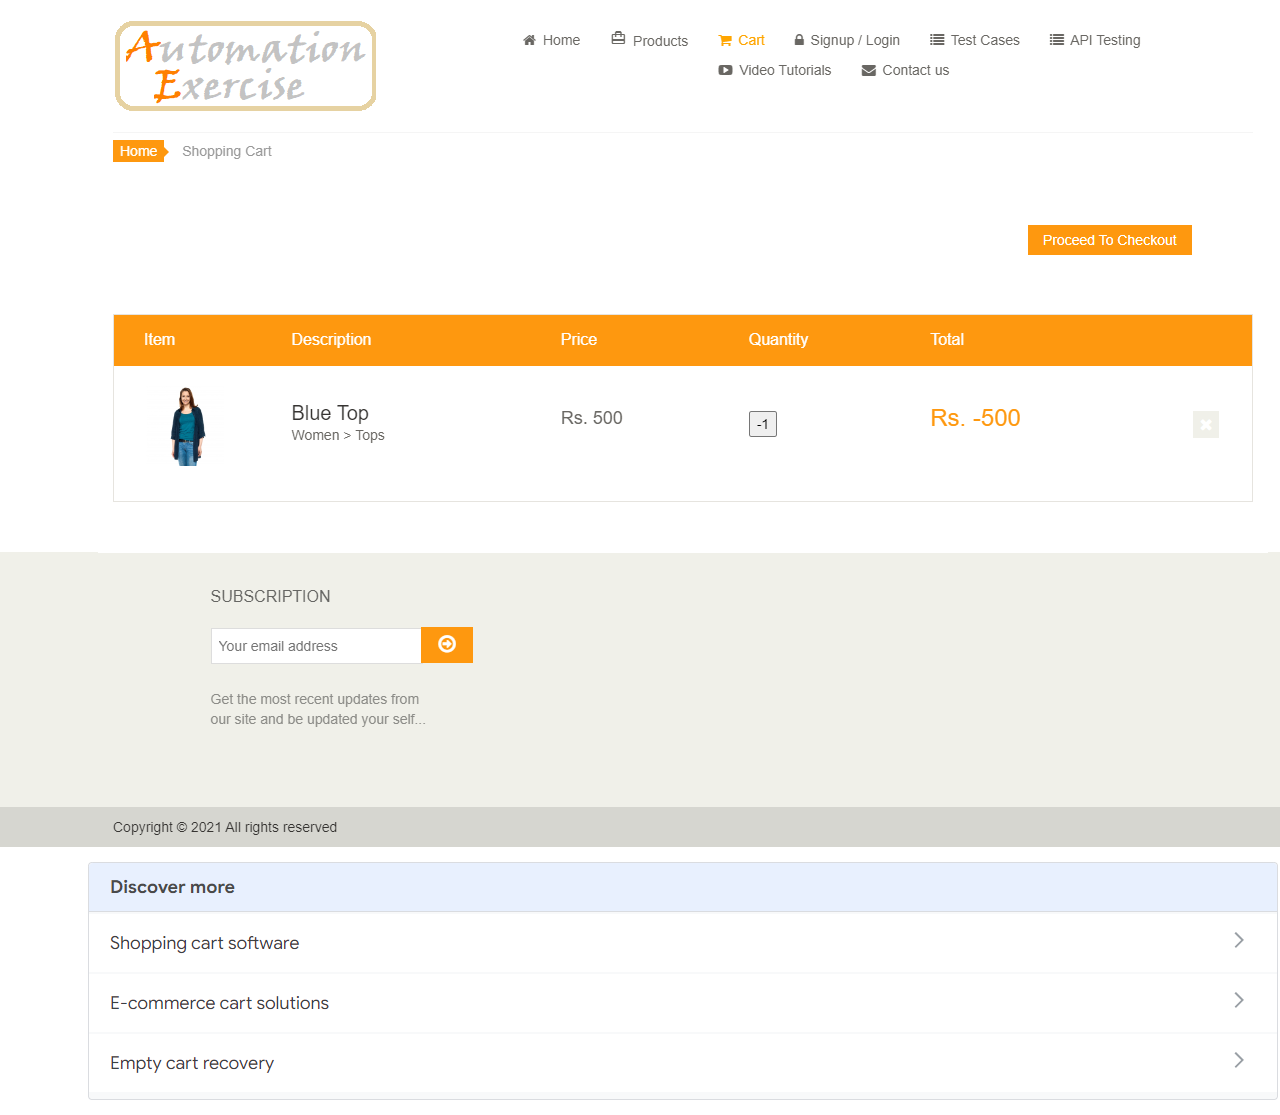 Automation
Exercise
Home
Products
Cart
Signup / Login
Test Cases
API Testing
Video Tutorials
Contact us
Home
Shopping Cart
Proceed To Checkout
Item Description Price Quantity Total
Blue Top
Women > Tops
Rs. 500
-1
Rs. -500
SUBSCRIPTION
Your email address
Get the most recent updates from
our site and be updated your self...
Copyright © 2021 All rights reserved
Discover more
Shopping cart software
E-commerce cart solutions
Empty cart recovery